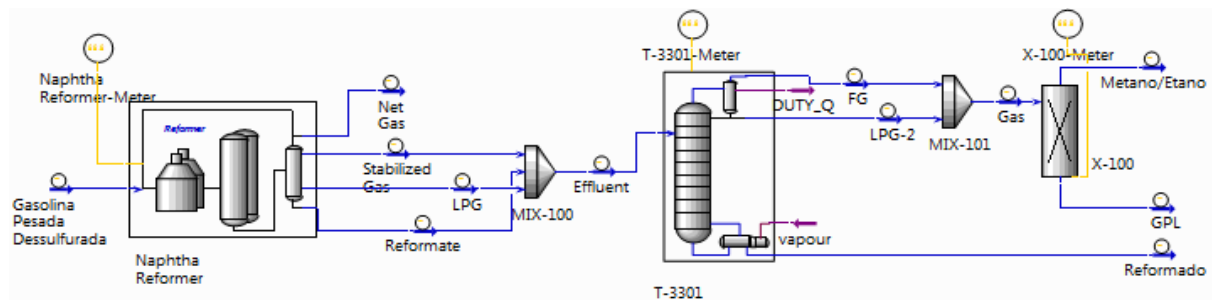 Naphtha
Reformer-Meter
Reformer
Gasolina
Pesada
Dessulfurada
Naphtha
Reformer
Net
Gas
Stabilized
Gas
LPG
Reformate
MIX-100
Effluent
T-3301-Meter
DUTY_Q
vapour
T-3301
FG
LPG-2
MIX-101
Gas
X-100-Meter
Metano/Etano
X-100
GPL
Reformado